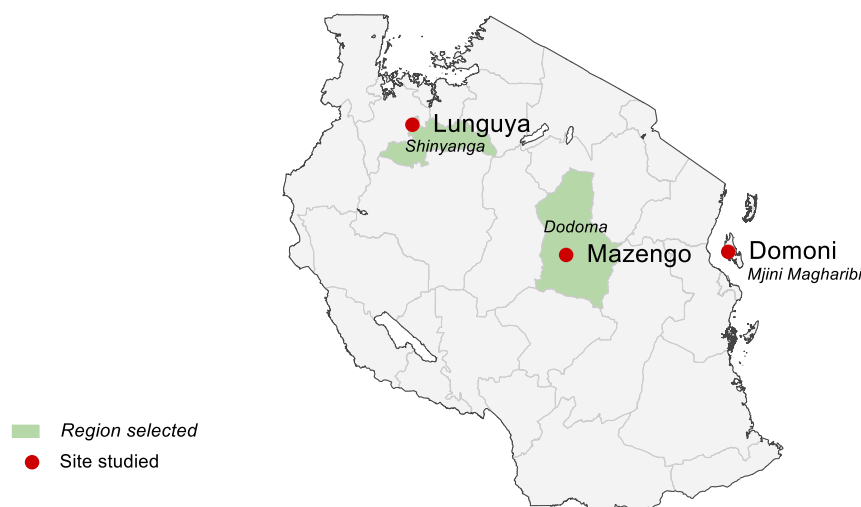 Lunguya
Shinyanga
Dodoma
Mazengo
Domoni
Mjini Magharibi
Region selected
Site studied